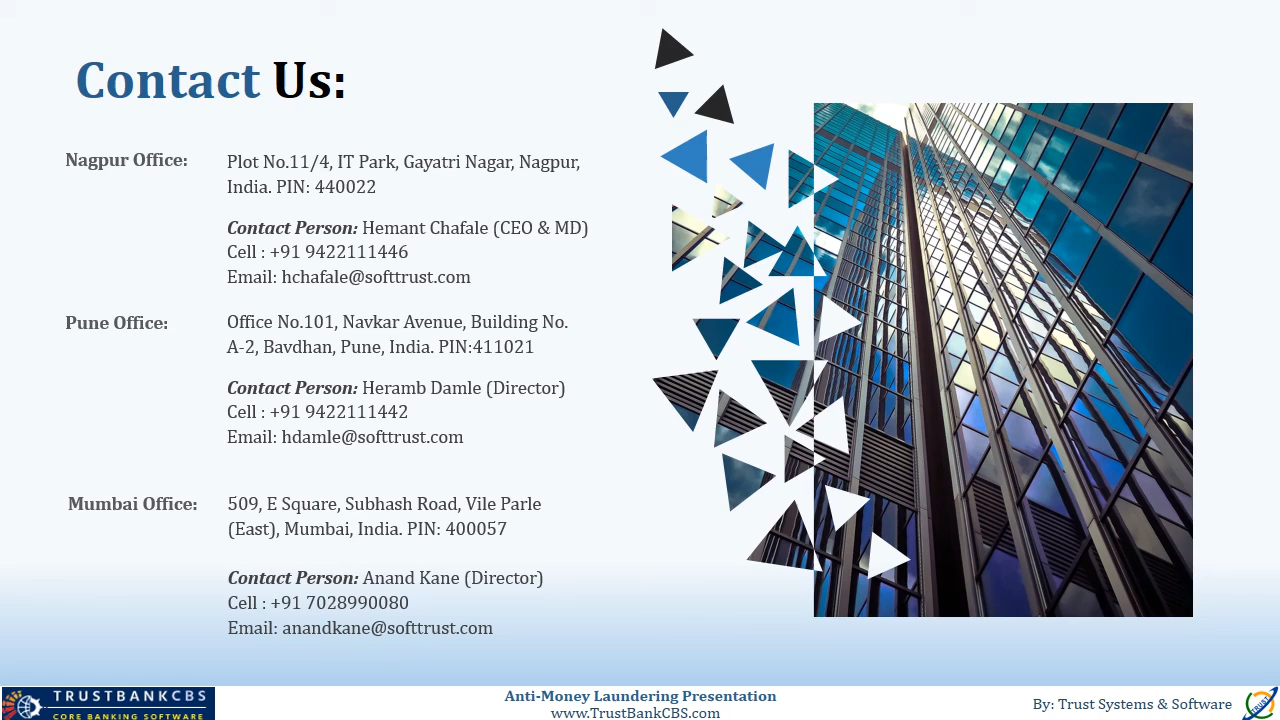 Contact Us:
Nagpur Office:
Plot No.11/4, IT Park, Gayatri Nagar, Nagpur,
India. PIN: 440022
Contact Person: Hemant Chafale (CEO & MD)
Cell : +91 9422111446
Email: hchafale@softtrust.com
Pune Office:
Office No.101, Navkar Avenue, Building No.
A-2, Bavdhan, Pune, India. PIN:411021
Contact Person: Heramb Damle (Director)
Cell : +91 9422111442
Email: hdamle@softtrust.com
Mumbai Office:
509, E Square, Subhash Road, Vile Parle
(East), Mumbai, India. PIN: 400057
Contact Person: Anand Kane (Director)
Cell : +91 7028990080
Email: anandkane@softtrust.com
TRUSTBANKCBS
CORE BANKING SOFTWARE
Anti-Money Laundering Presentation
www.TrustBankCBS.com
By: Trust Systems & Software
TRUST